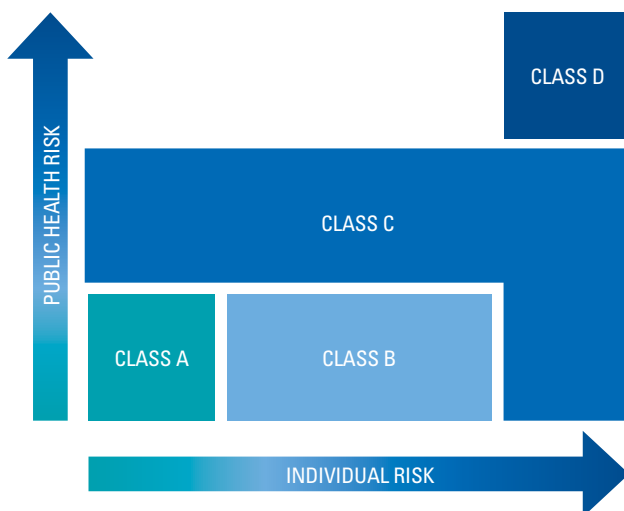 CLASS D
PUBLIC HEALTH RISK
CLASS C
CLASS A
CLASS B
INDIVIDUAL RISK